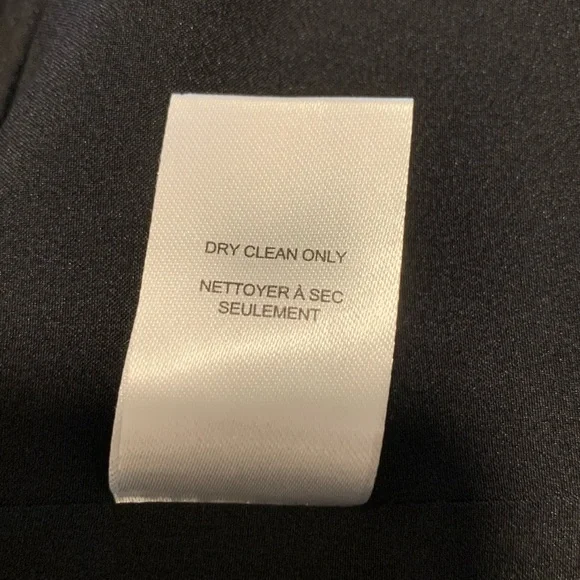 DRY CLEAN ONLY
NETTOYER À SEC
SEULEMENT